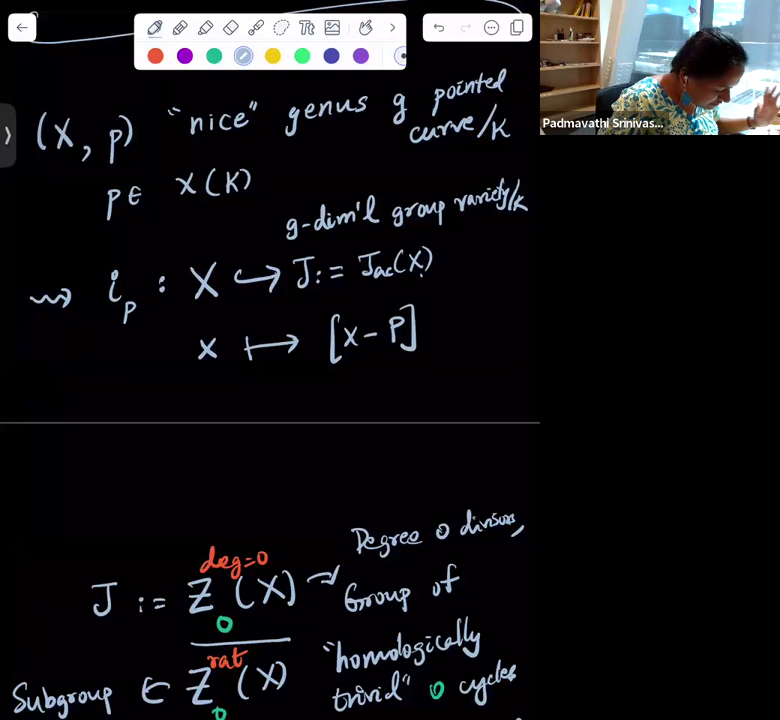 (X, p) "nice" genus g pointed
curve/K
p ∈ X(K)
g-dim'l group variety/K
⇝ i_p : X ↪ J := Jac(X)
x ↦ [x - P]
Padmavathi Srinivas...
Degree 0 divisors,
J := Z_0^{deg=0}(X) → Group of
"homologically
trivial" 0 cycles
Subgroup ← Z_0^{rat}(X)